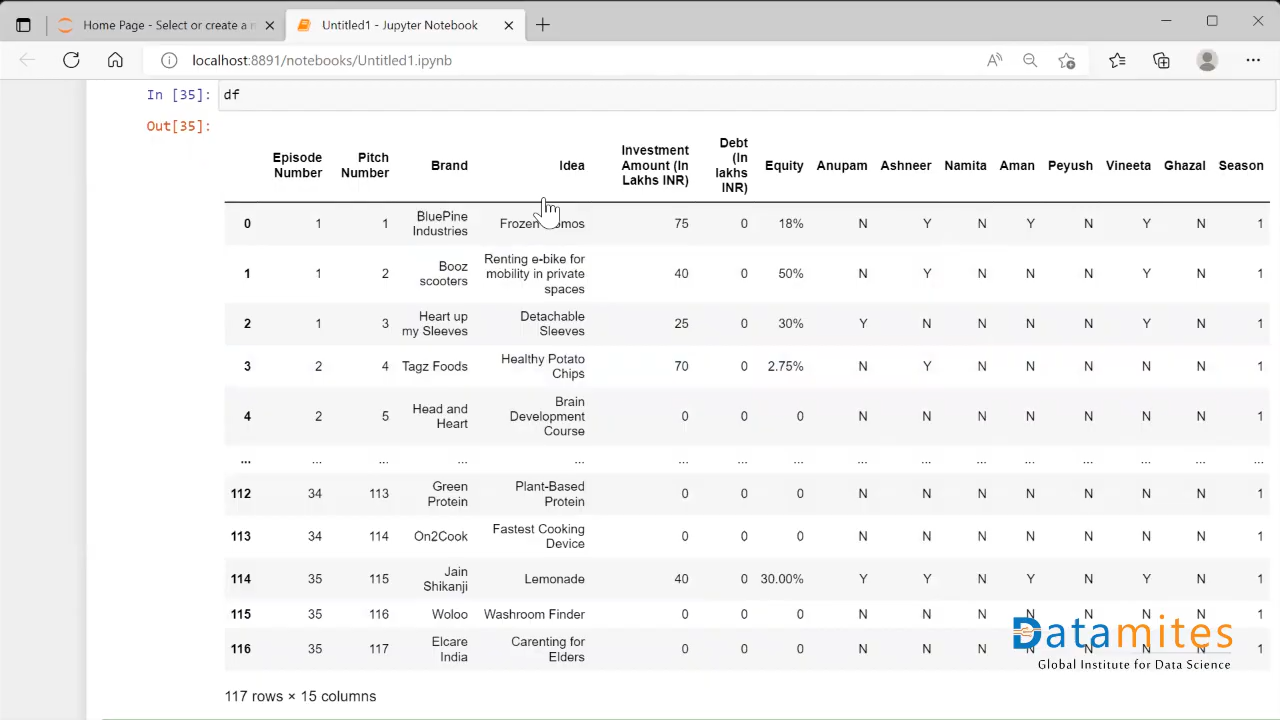 Home Page - Select or create a n
Untitled1 - Jupyter Notebook
localhost:8891/notebooks/Untitled1.ipynb
In [35]: df
Out[35]:
Episode Number Pitch Number Brand Idea Investment Amount (In Lakhs INR) Debt (In lakhs INR) Equity Anupam Ashneer Namita Aman Peyush Vineeta Ghazal Season
0 1 1 BluePine Industries Frozen Momos 75 0 18% N Y N Y N Y N 1
1 1 2 Booz scooters Renting e-bike for mobility in private spaces 40 0 50% N Y N N N Y N 1
2 1 3 Heart up my Sleeves Detachable Sleeves 25 0 30% Y N N N N Y N 1
3 2 4 Tagz Foods Healthy Potato Chips 70 0 2.75% N Y N N N N N 1
4 2 5 Head and Heart Brain Development Course 0 0 0 N N N N N N N 1
... ... ... ... ... ... ... ... ... ... ... ... ... ... ... ...
112 34 113 Green Protein Plant-Based Protein 0 0 0 N N N N N N N 1
113 34 114 On2Cook Fastest Cooking Device 0 0 0 N N N N N N N 1
114 35 115 Jain Shikanji Lemonade 40 0 30.00% Y Y N Y N Y N 1
115 35 116 Woloo Washroom Finder 0 0 0 N N N N N N N 1
116 35 117 Elcare India Carenting for Elders 0 0 0 N N N N N N N 1
117 rows × 15 columns
Datamites
Global Institute for Data Science